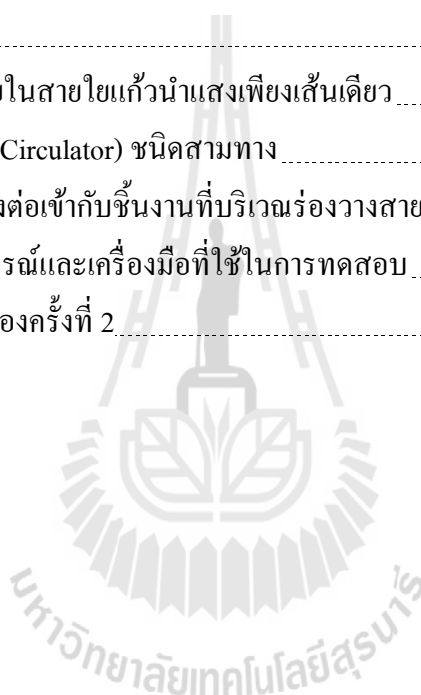 ยในสายใยแก้วนำแสงเพียงเส้นเดียว
Circulator) ชนิดสามทาง
งต่อเข้ากับชิ้นงานที่บริเวณร่องวางสาย
รณ์และเครื่องมือที่ใช้ในการทดสอบ
องครั้งที่ 2
มหาวิทยาลัยเทคโนโลยีสุรนารี